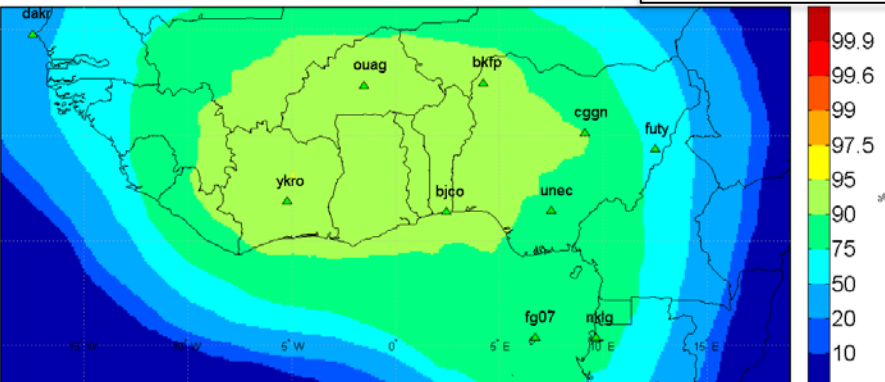 dakr
ouag
bkfp
cggn
futy
ykro
bjco
unec
fg07
nklg
5° W
0°
5° E
10° E
15° E
99.9
99.6
99
97.5
95
90
75
50
20
10
%